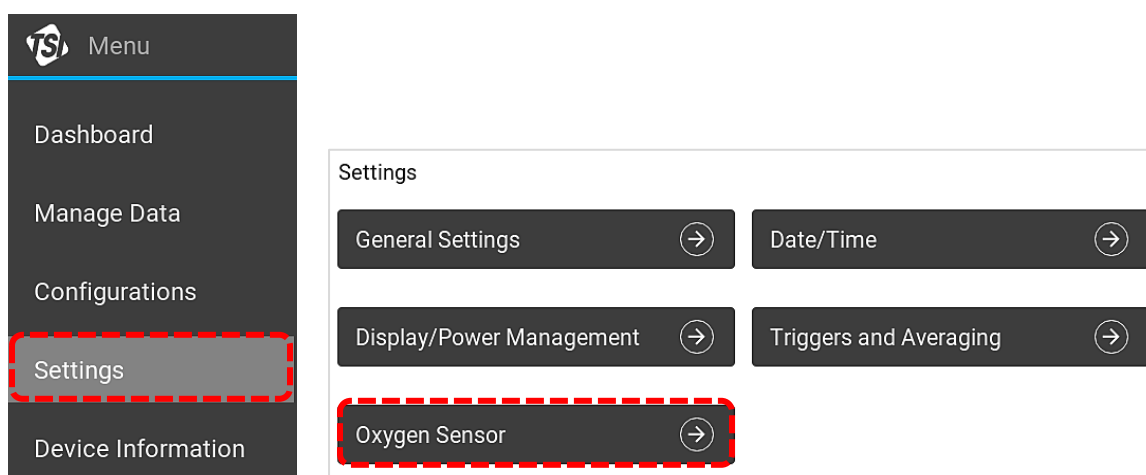 TSI Menu
Dashboard
Manage Data
Configurations
Settings
Device Information
Settings
General Settings
Date/Time
Display/Power Management
Triggers and Averaging
Oxygen Sensor